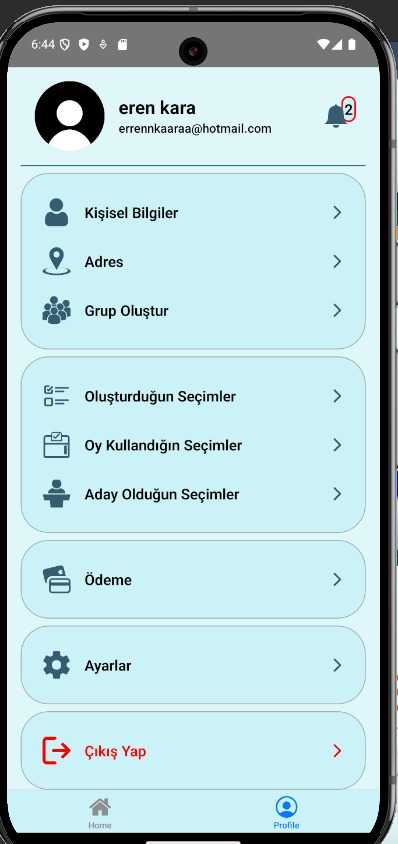 6:44
eren kara
errennkaaraa@hotmail.com
2
Kişisel Bilgiler
Adres
Grup Oluştur
Oluşturduğun Seçimler
Oy Kullandığın Seçimler
Aday Olduğun Seçimler
Ödeme
Ayarlar
Çıkış Yap
Home
Profile